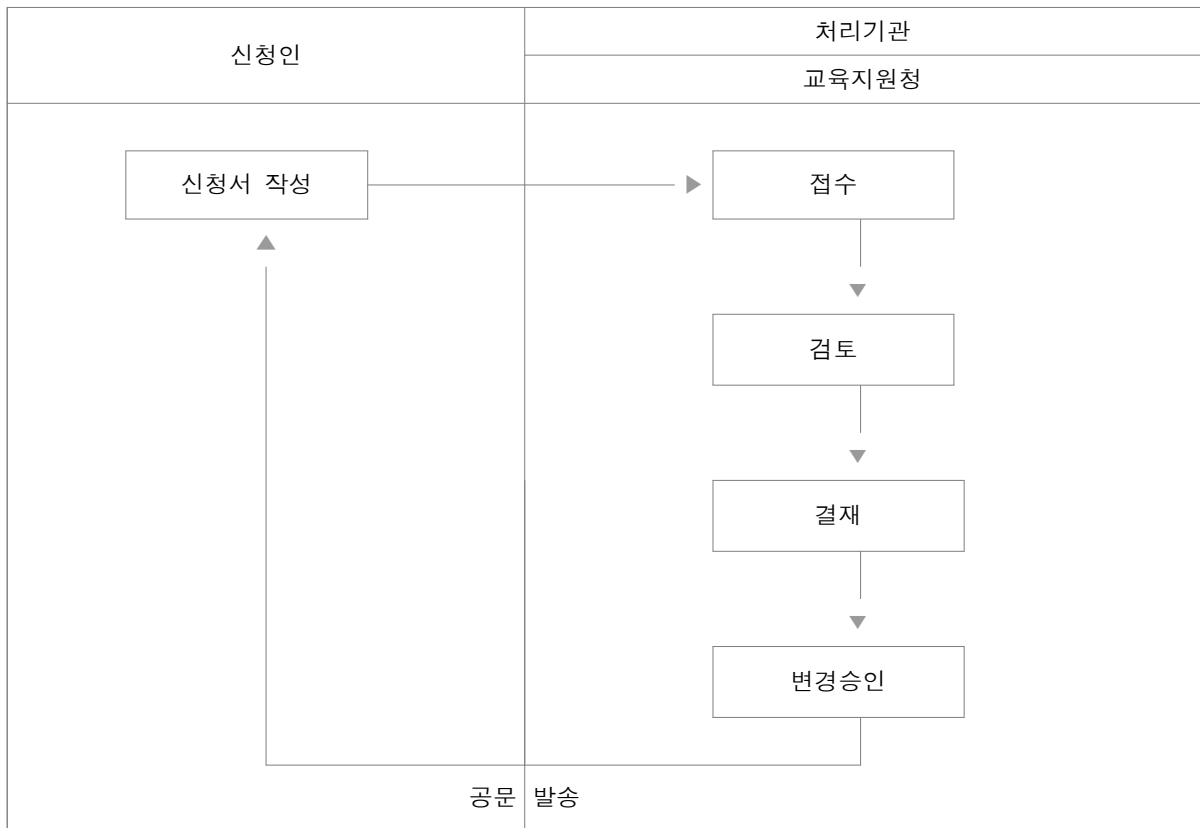 신청인
처리기관
교육지원청
신청서 작성
접수
검토
결재
변경승인
공문 발송